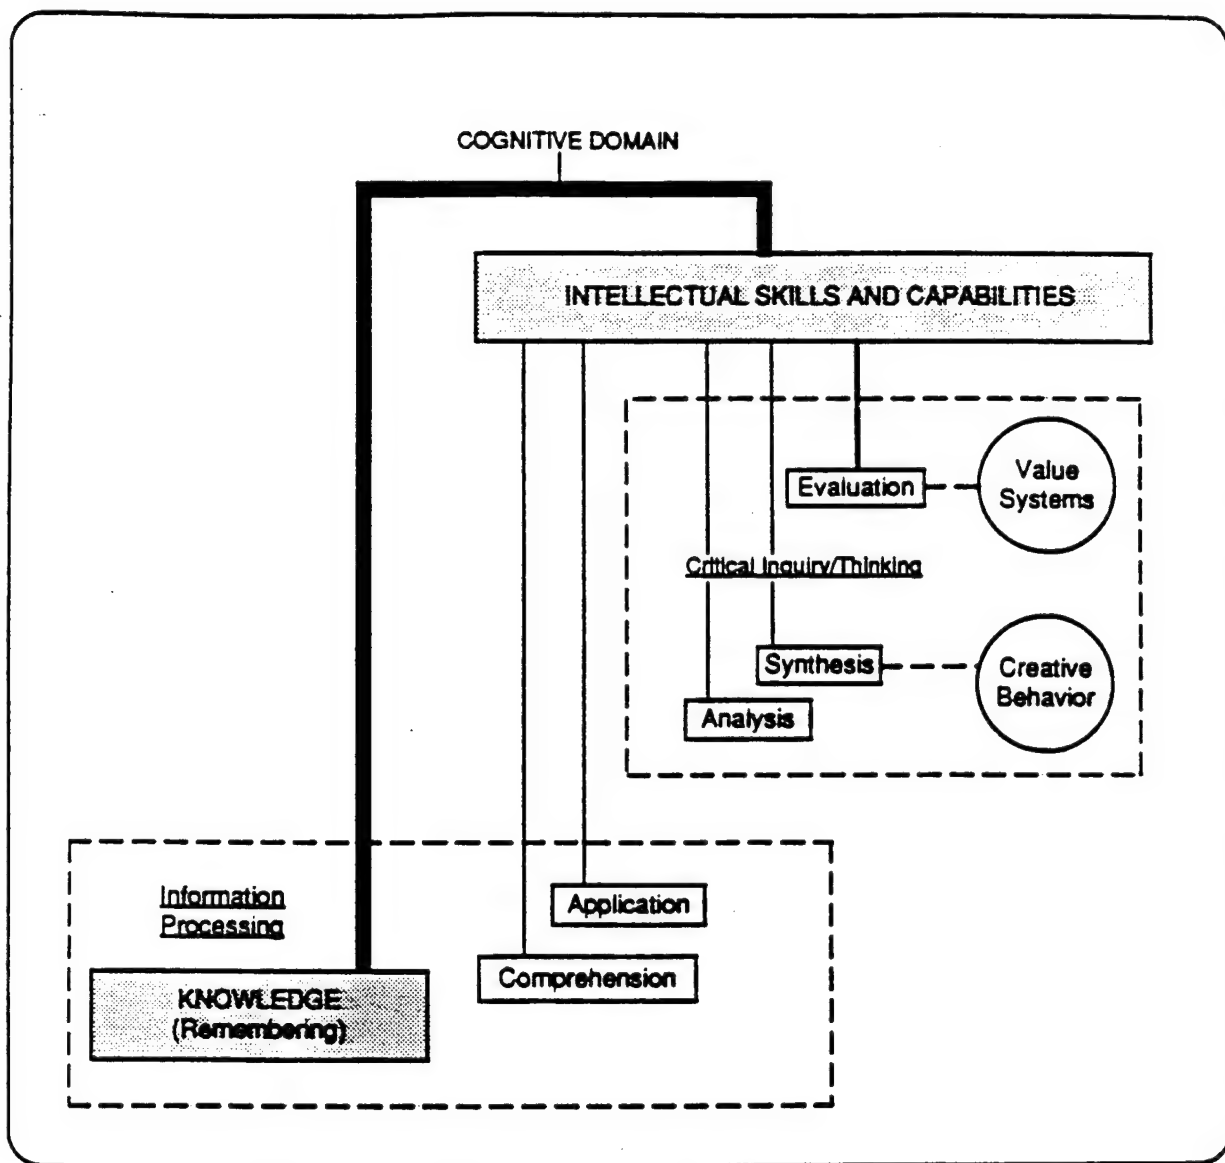 COGNITIVE DOMAIN
INTELLECTUAL SKILLS AND CAPABILITIES
Evaluation
Value
Systems
Critical Inquiry/Thinking
Synthesis
Creative
Behavior
Analysis
Information
Processing
Application
Comprehension
KNOWLEDGE
(Remembering)